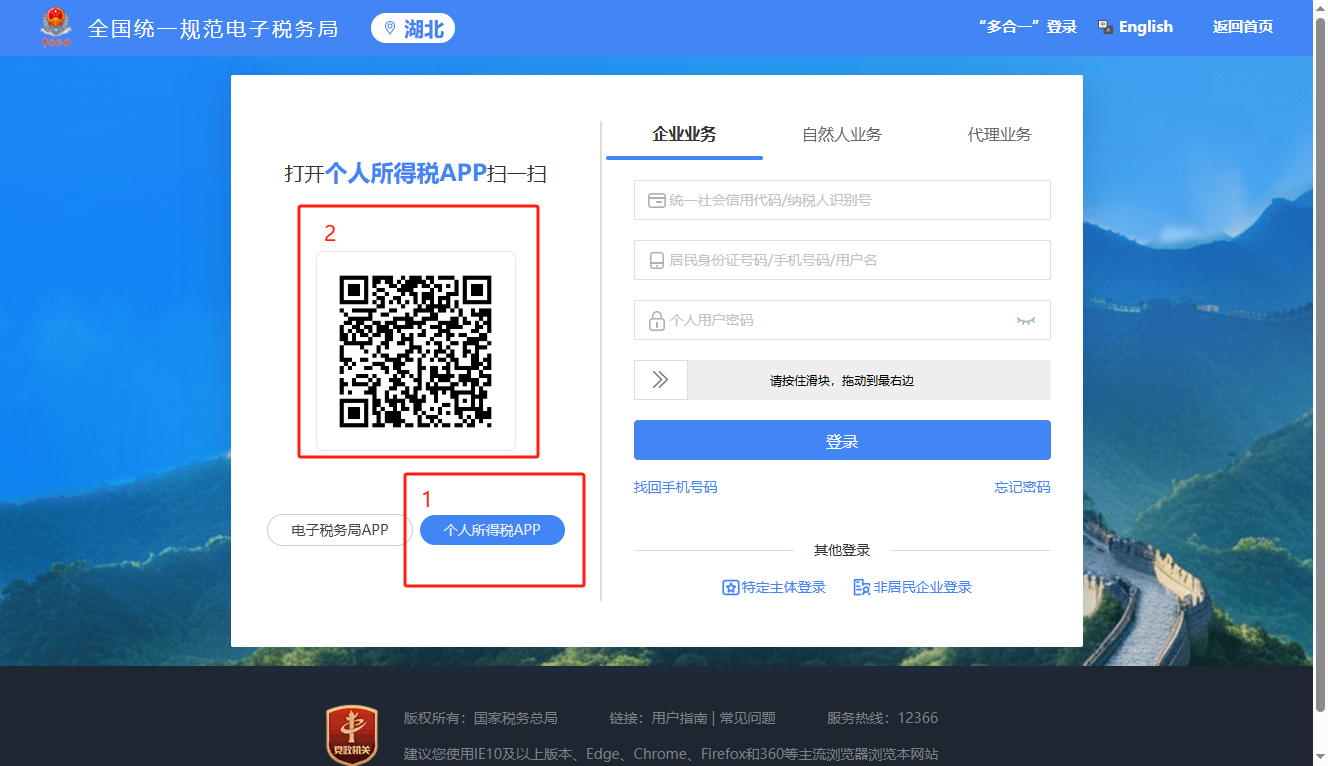 全国统一规范电子税务局
湖北
“多合一”登录
English
返回首页
打开个人所得税APP扫一扫
2
1
电子税务局APP
个人所得税APP
企业业务
自然人业务
代理业务
统一社会信用代码/纳税人识别号
居民身份证号码/手机号码/用户名
个人用户密码
请按住滑块，拖动到最右边
登录
找回手机号码
忘记密码
其他登录
特定主体登录
非居民企业登录
党政机关
版权所有：国家税务总局
链接：用户指南 | 常见问题
服务热线：12366
建议您使用IE10及以上版本、Edge、Chrome、Firefox和360等主流浏览器浏览本网站